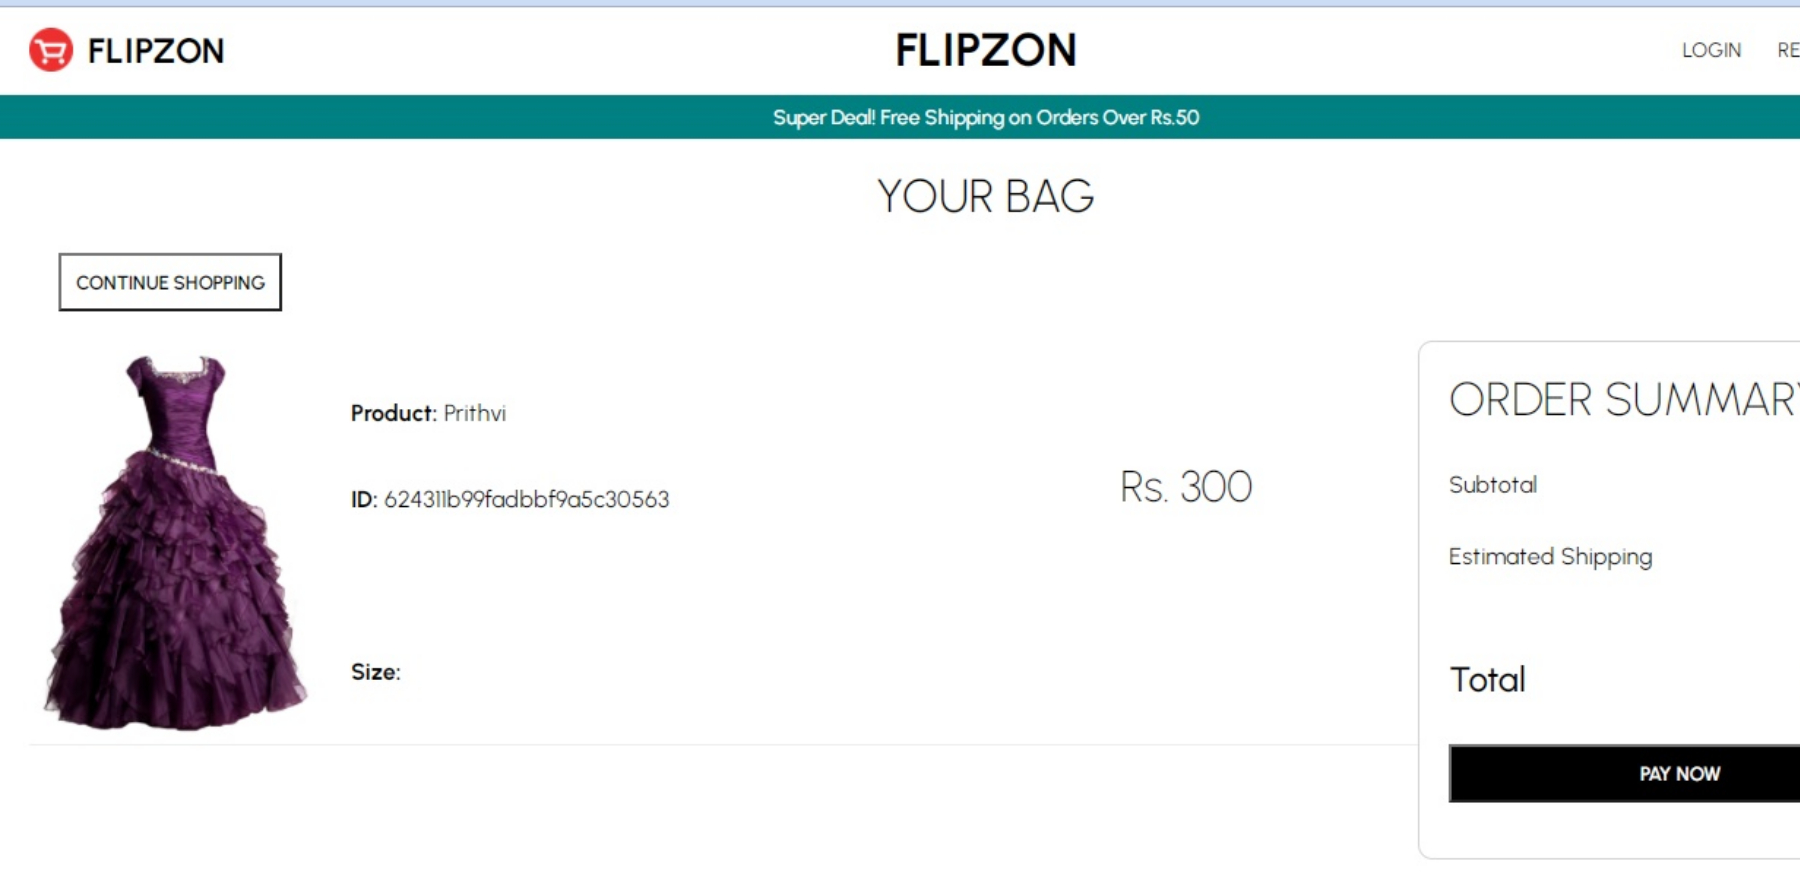 FLIPZON
FLIPZON
LOGIN RE
Super Deal! Free Shipping on Orders Over Rs.50
YOUR BAG
CONTINUE SHOPPING
Product: Prithvi
ID: 624311b99fadbbf9a5c30563
Size:
Rs. 300
ORDER SUMMARY
Subtotal
Estimated Shipping
Total
PAY NOW